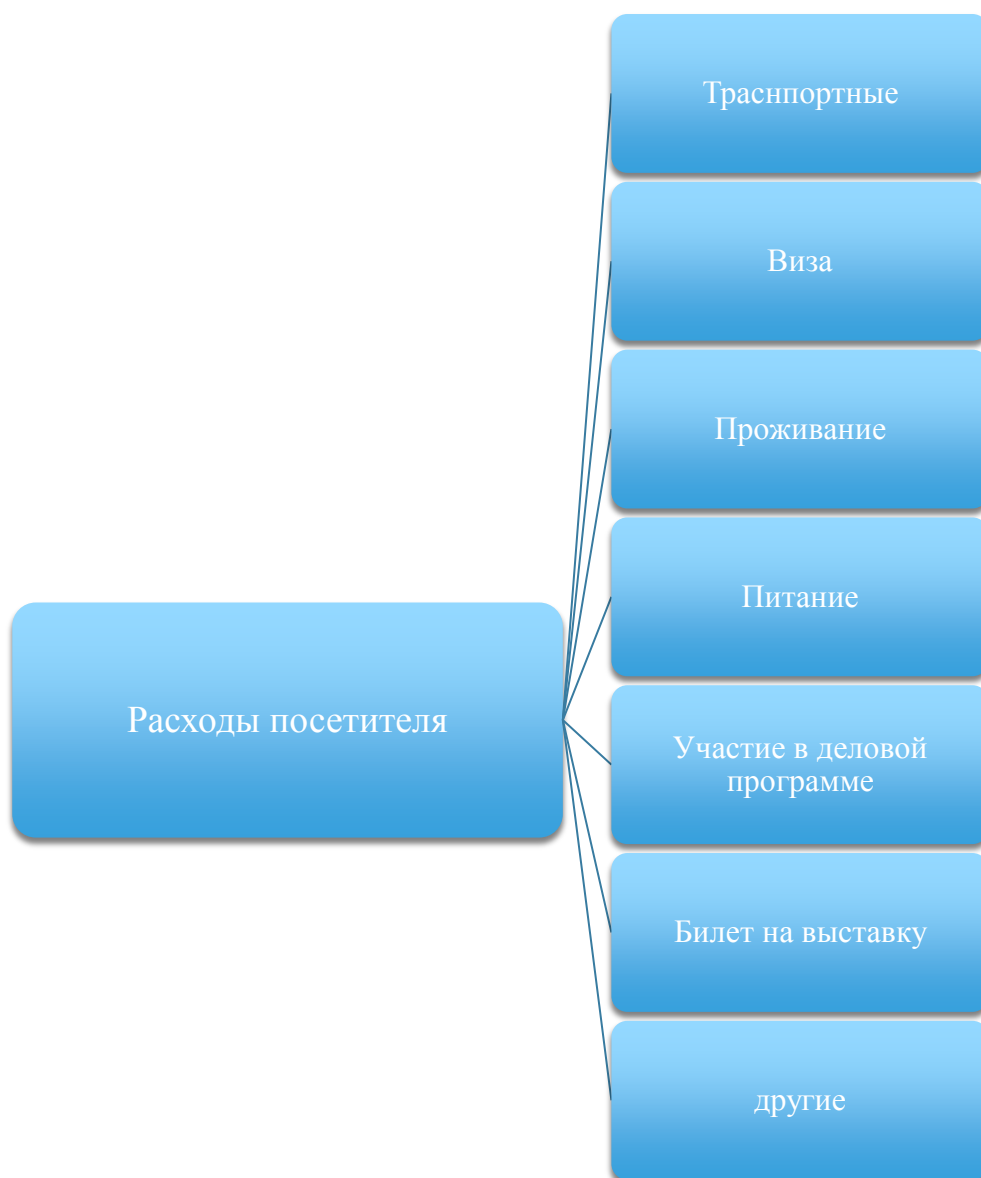 Траснпортные
Виза
Проживание
Питание
Расходы посетителя
Участие в деловой
программе
Билет на выставку
другие